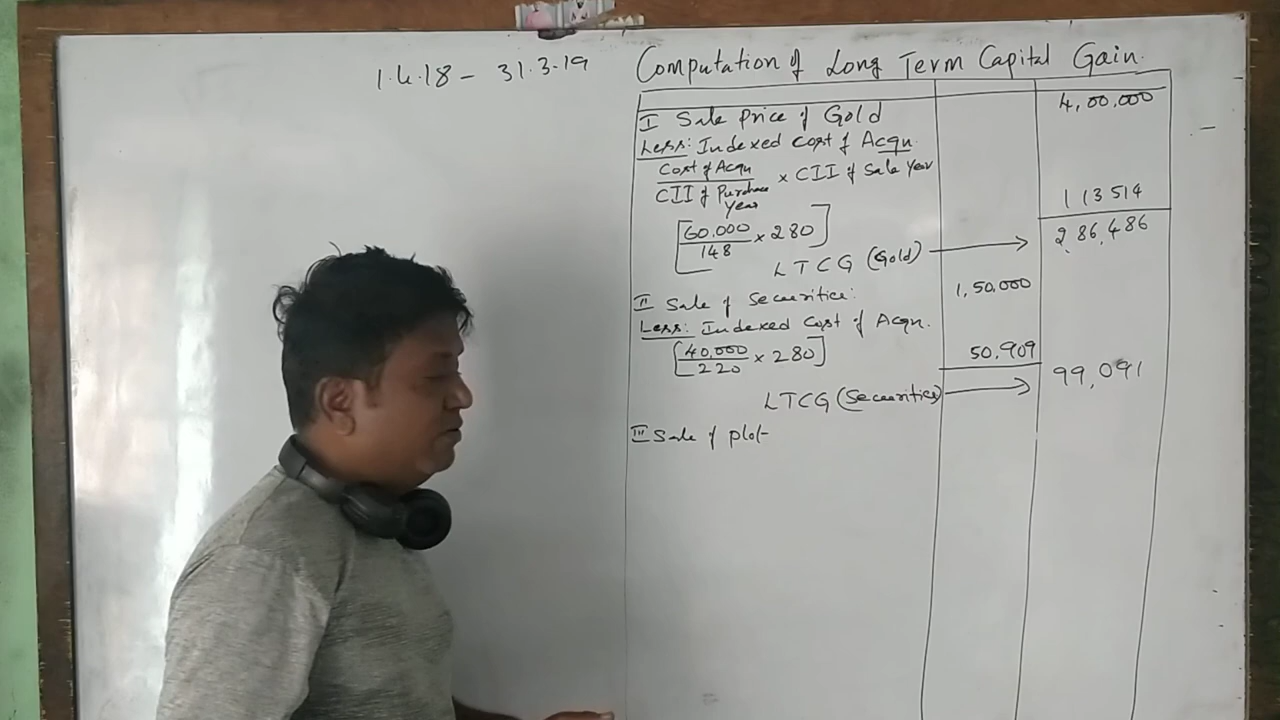 1.4.18 - 31.3.19
Computation of Long Term Capital Gain.
I Sale Price of Gold 4,00,000
Less: Indexed Cost of Acqn.
Cost of Acqn / CII of Purchase Year × CII of Sale Year
113514
[60,000 / 148 × 280]
2,86,486
LTCG (Gold) →
II Sale of Securities: 1,50,000
Less: Indexed Cost of Acqn.
[40,000 / 220 × 280] 50,909
LTCG (Securities) → 99,091
III Sale of plot